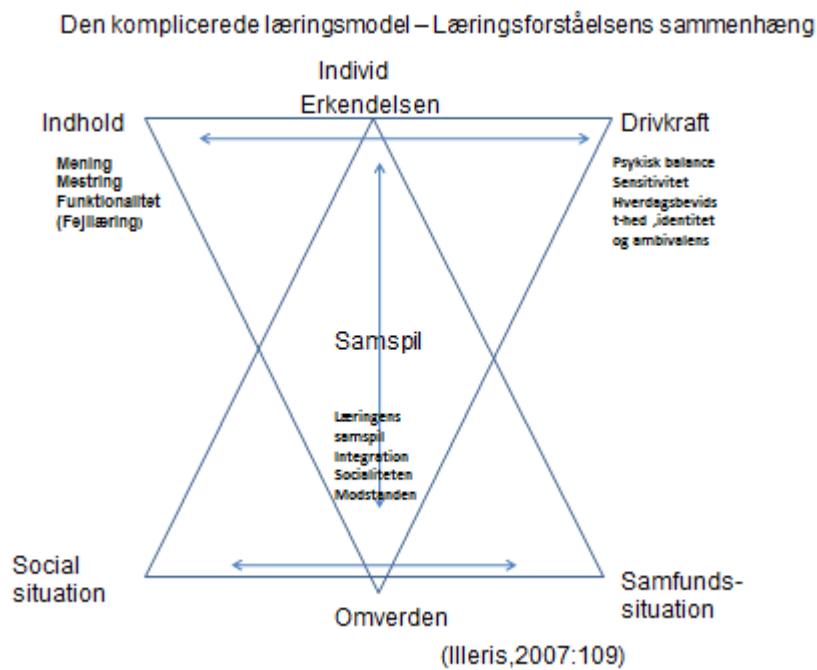 Den komplicerede læringsmodel – Læringsforståelsens sammenhæng
Individ
Erkendelsen
Indhold
Drivkraft
Mening
Mestring
Funktionalitet
(Fejllæring)
Psykisk balance
Sensitivitet
Hverdagsbevids
t-hed ,identitet
og ambivalens
Samspil
Læringens
samspil
Integration
Socialiteten
Modstanden
Social
situation
Samfunds-
situation
Omverden
(Illeris,2007:109)